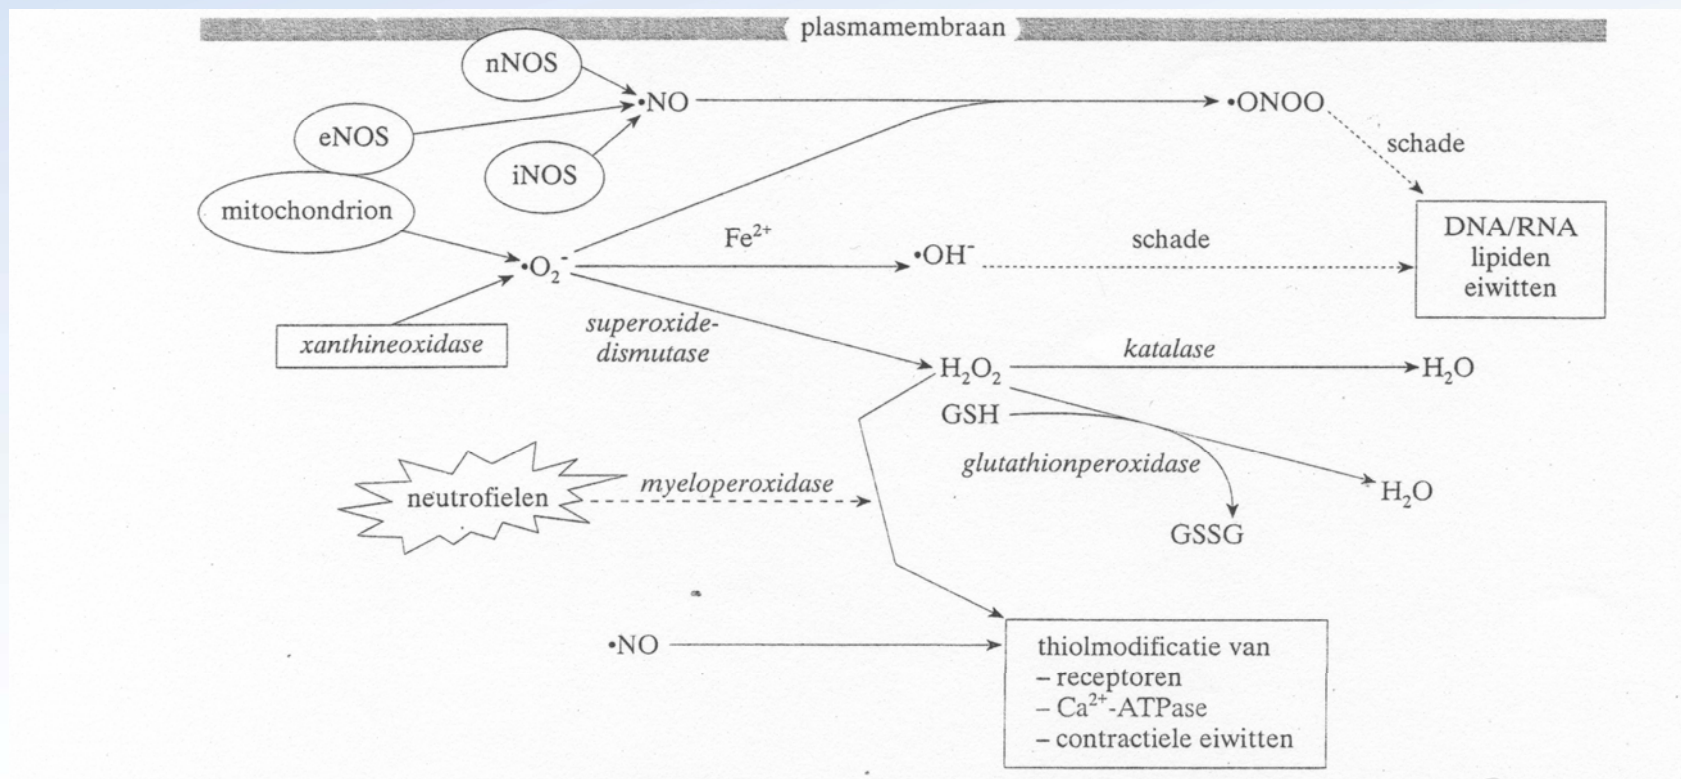 plasmamembraan
nNOS
•NO
•ONOO
eNOS
schade
iNOS
mitochondrion
Fe²⁺
•OH⁻
schade
DNA/RNA
lipiden
eiwitten
•O₂⁻
xanthineoxidase
superoxide-
dismutase
H₂O₂
katalase
H₂O
GSH
glutathionperoxidase
H₂O
GSSG
neutrofielen
myeloperoxidase
•NO
thiolmodificatie van
– receptoren
– Ca²⁺-ATPase
– contractiele eiwitten